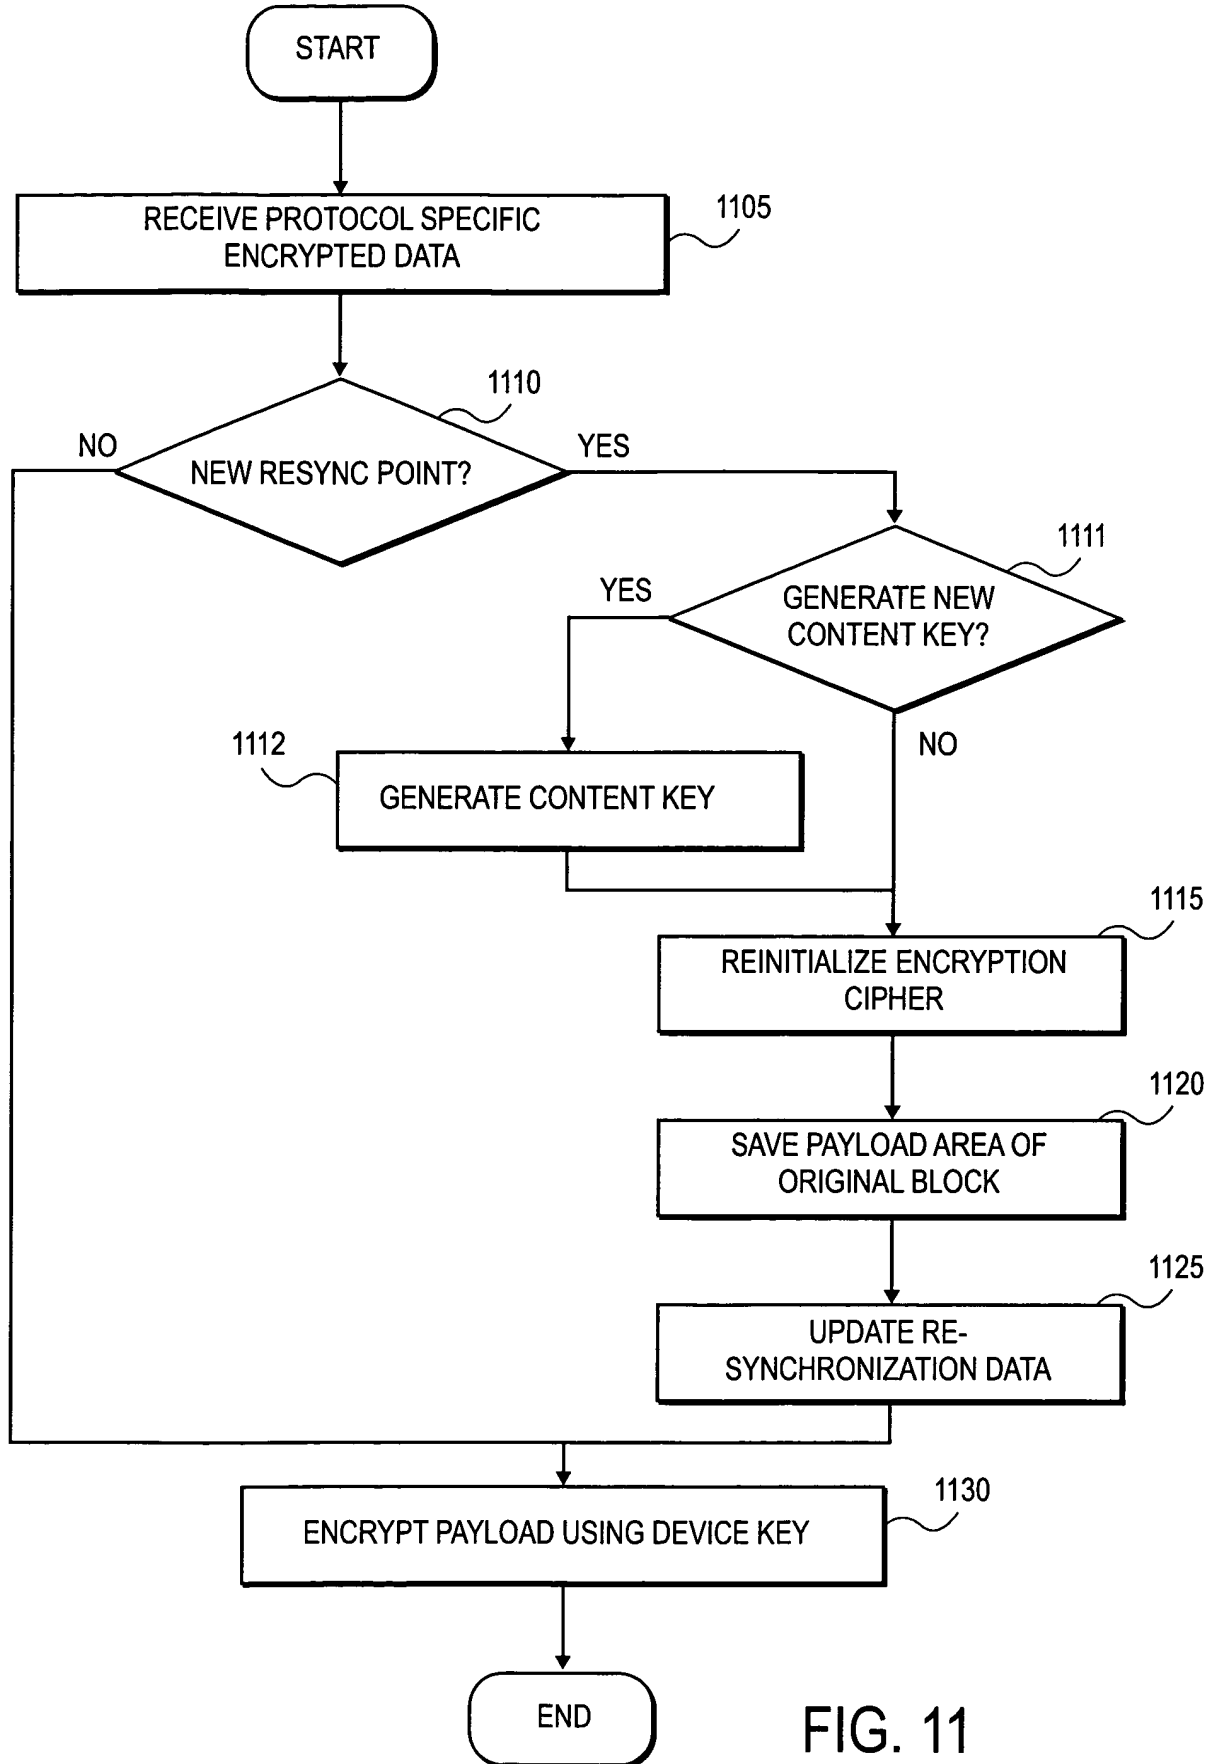 START
RECEIVE PROTOCOL SPECIFIC
ENCRYPTED DATA
1105
1110
NO
NEW RESYNC POINT?
YES
1111
YES
GENERATE NEW
CONTENT KEY?
1112
GENERATE CONTENT KEY
NO
1115
REINITIALIZE ENCRYPTION
CIPHER
1120
SAVE PAYLOAD AREA OF
ORIGINAL BLOCK
1125
UPDATE RE-
SYNCHRONIZATION DATA
1130
ENCRYPT PAYLOAD USING DEVICE KEY
END
FIG. 11